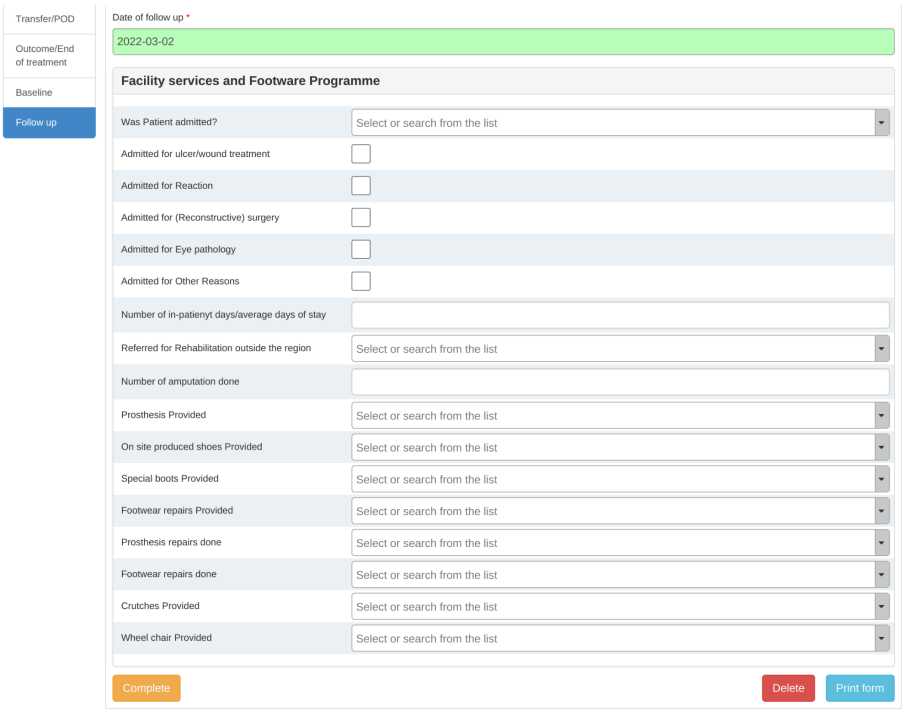 Transfer/POD
Outcome/End
of treatment
Baseline
Follow up
Date of follow up *
2022-03-02
Facility services and Footware Programme
Was Patient admitted? Select or search from the list
Admitted for ulcer/wound treatment
Admitted for Reaction
Admitted for (Reconstructive) surgery
Admitted for Eye pathology
Admitted for Other Reasons
Number of in-patienyt days/average days of stay
Referred for Rehabilitation outside the region Select or search from the list
Number of amputation done
Prosthesis Provided Select or search from the list
On site produced shoes Provided Select or search from the list
Special boots Provided Select or search from the list
Footwear repairs Provided Select or search from the list
Prosthesis repairs done Select or search from the list
Footwear repairs done Select or search from the list
Crutches Provided Select or search from the list
Wheel chair Provided Select or search from the list
Complete Delete Print form